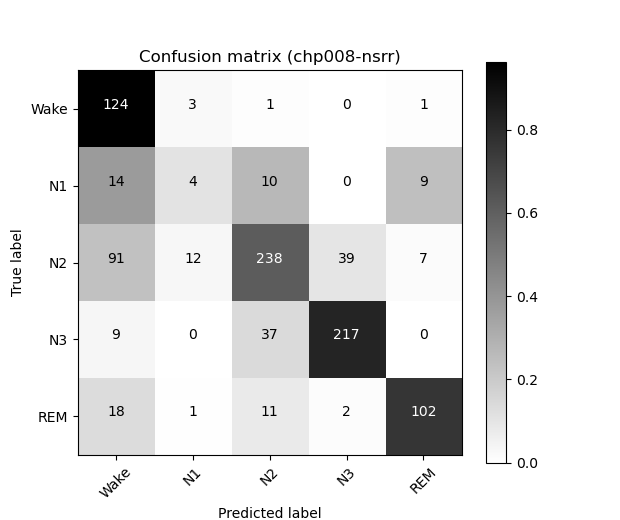 Confusion matrix (chp008-nsrr)
Wake 124 3 1 0 1
N1 14 4 10 0 9
N2 91 12 238 39 7
N3 9 0 37 217 0
REM 18 1 11 2 102
Wake N1 N2 N3 REM
True label
Predicted label
0.8
0.6
0.4
0.2
0.0